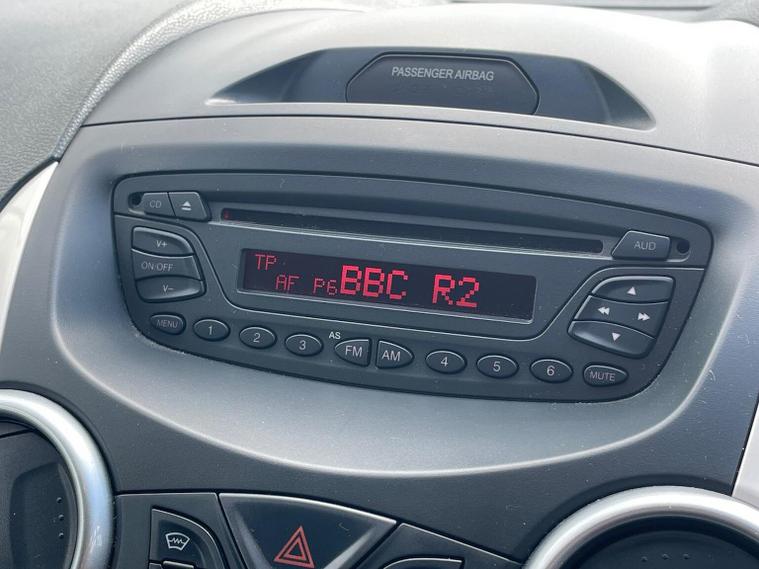 PASSENGER AIRBAG
CD
AUD
V+
ON/OFF
V–
TP
AF P6 BBC R2
MENU 1 2 3 AS FM AM 4 5 6 MUTE